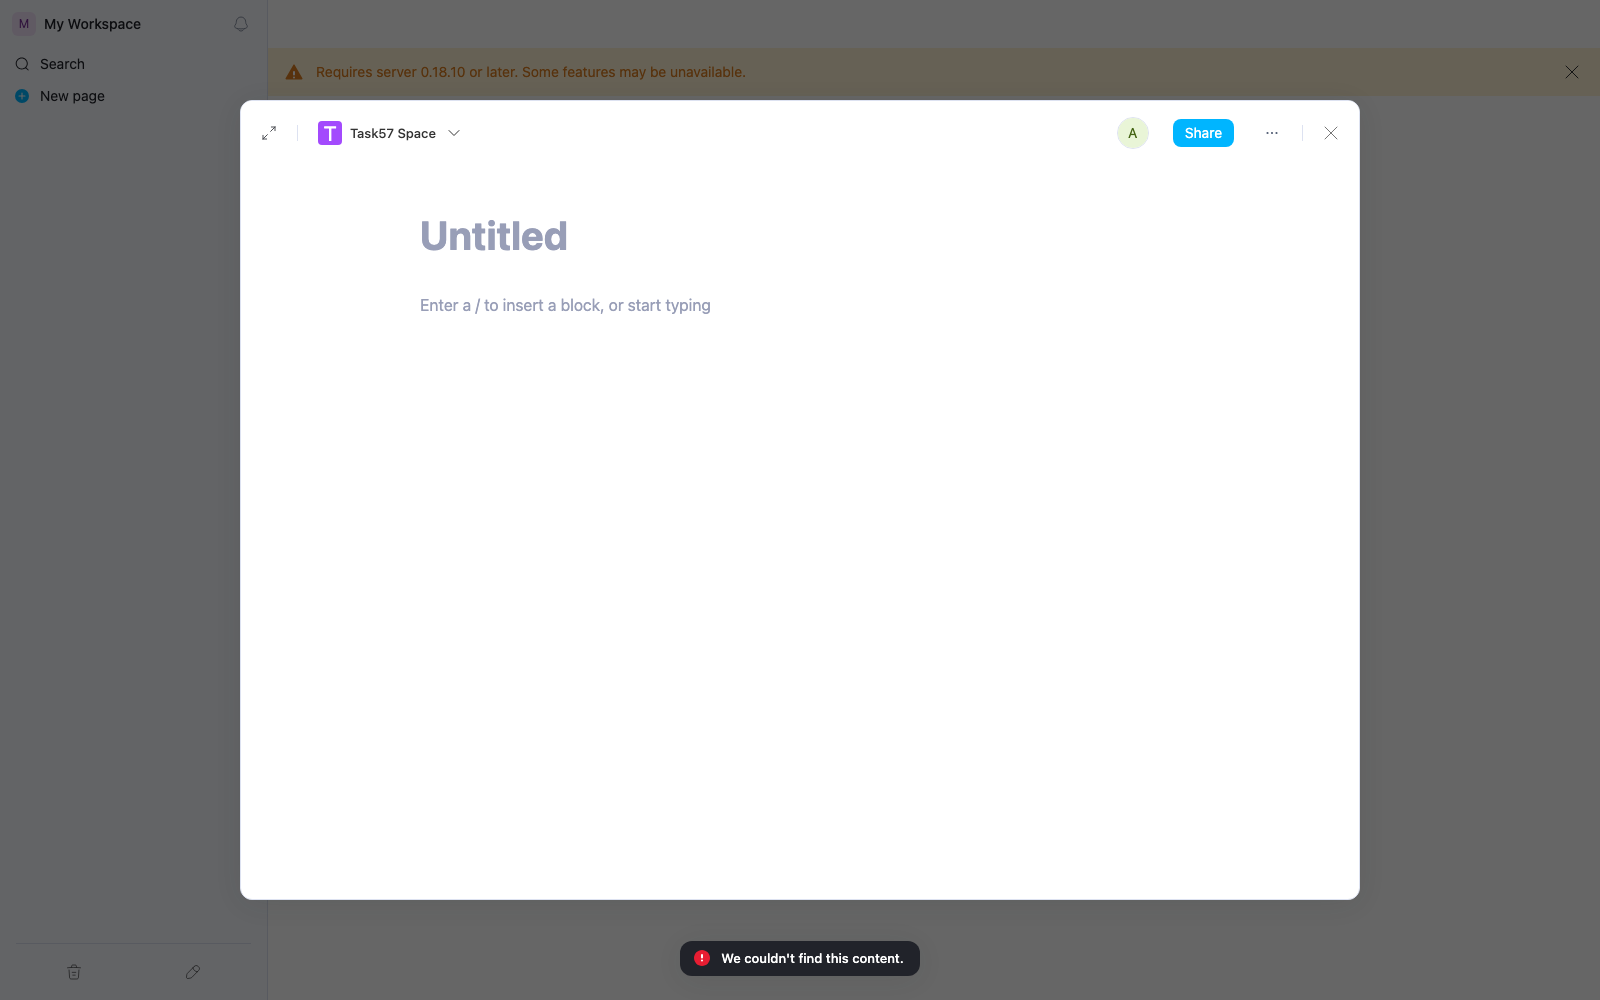 M My Workspace
Search
New page
Requires server 0.18.10 or later. Some features may be unavailable.
T Task57 Space
A
Share
Untitled
Enter a / to insert a block, or start typing
We couldn't find this content.